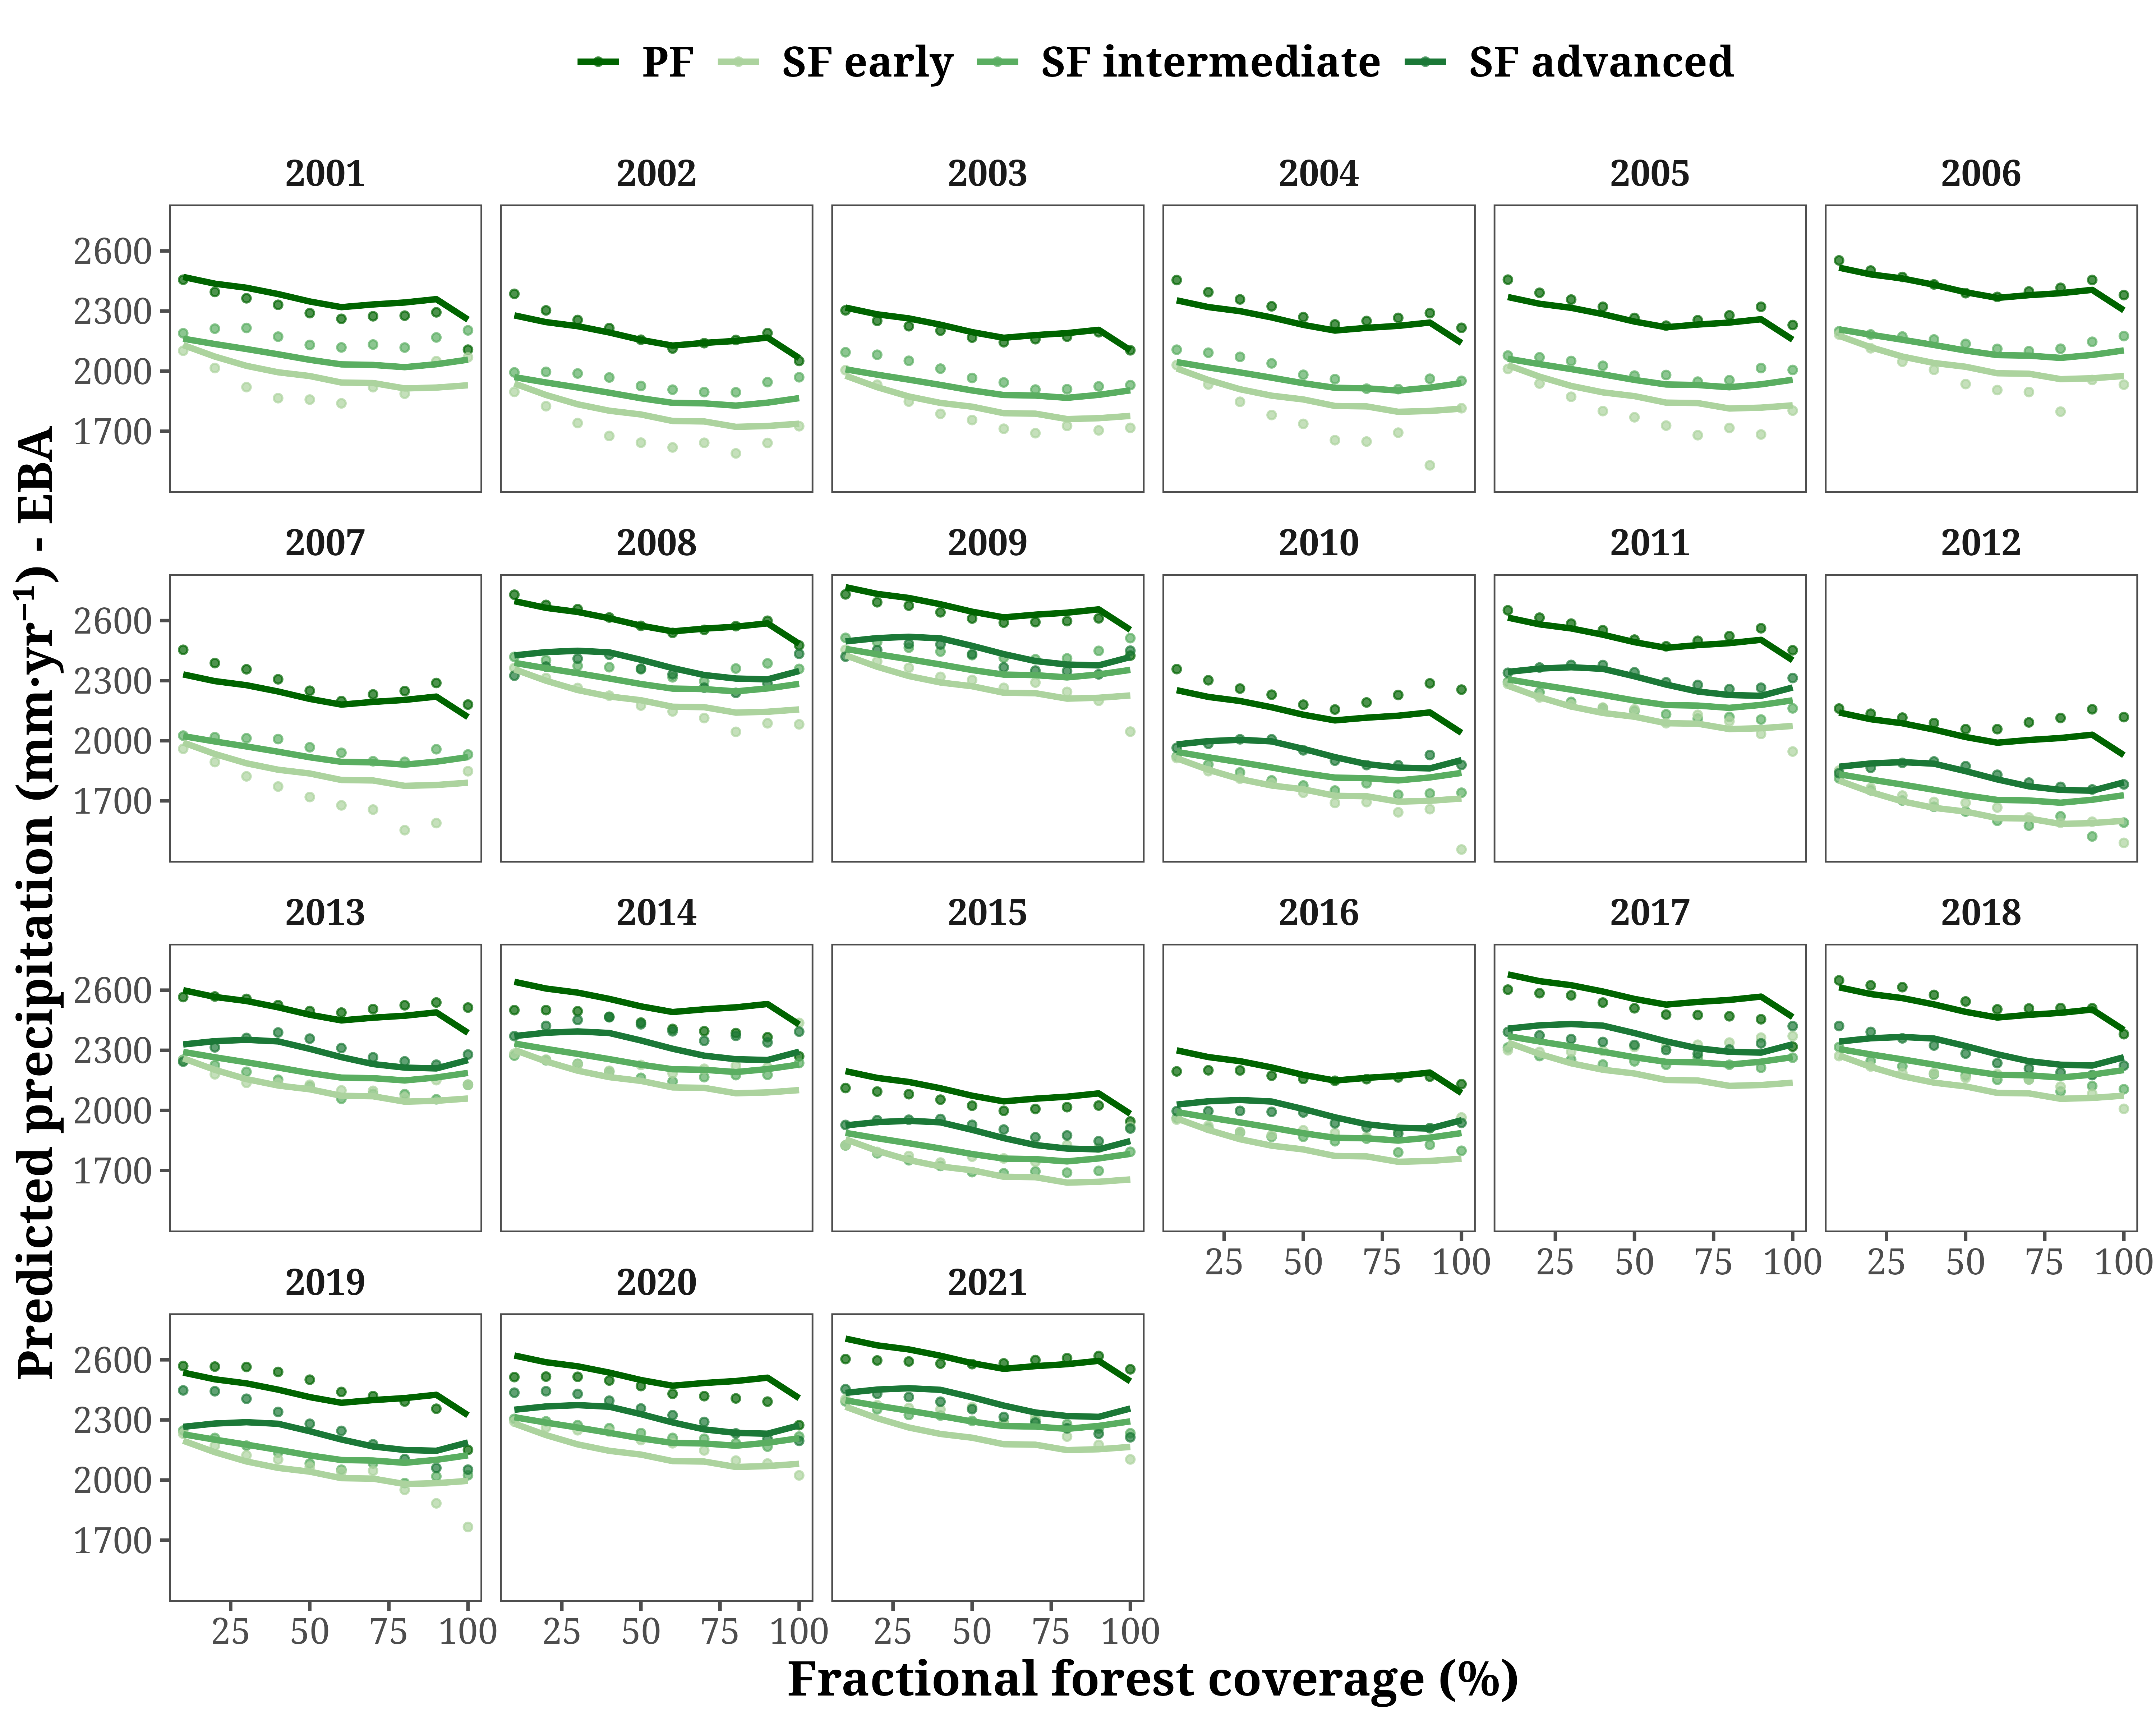 PF SF early SF intermediate SF advanced
2001 2002 2003 2004 2005 2006
2600
2300
2000
1700
2007 2008 2009 2010 2011 2012
2600
2300
2000
1700
Predicted precipitation (mm·yr⁻¹) - EBA
2013 2014 2015 2016 2017 2018
2600
2300
2000
1700
25 50 75 100 25 50 75 100 25 50 75 100
2019 2020 2021
2600
2300
2000
1700
25 50 75 100 25 50 75 100 25 50 75 100
Fractional forest coverage (%)